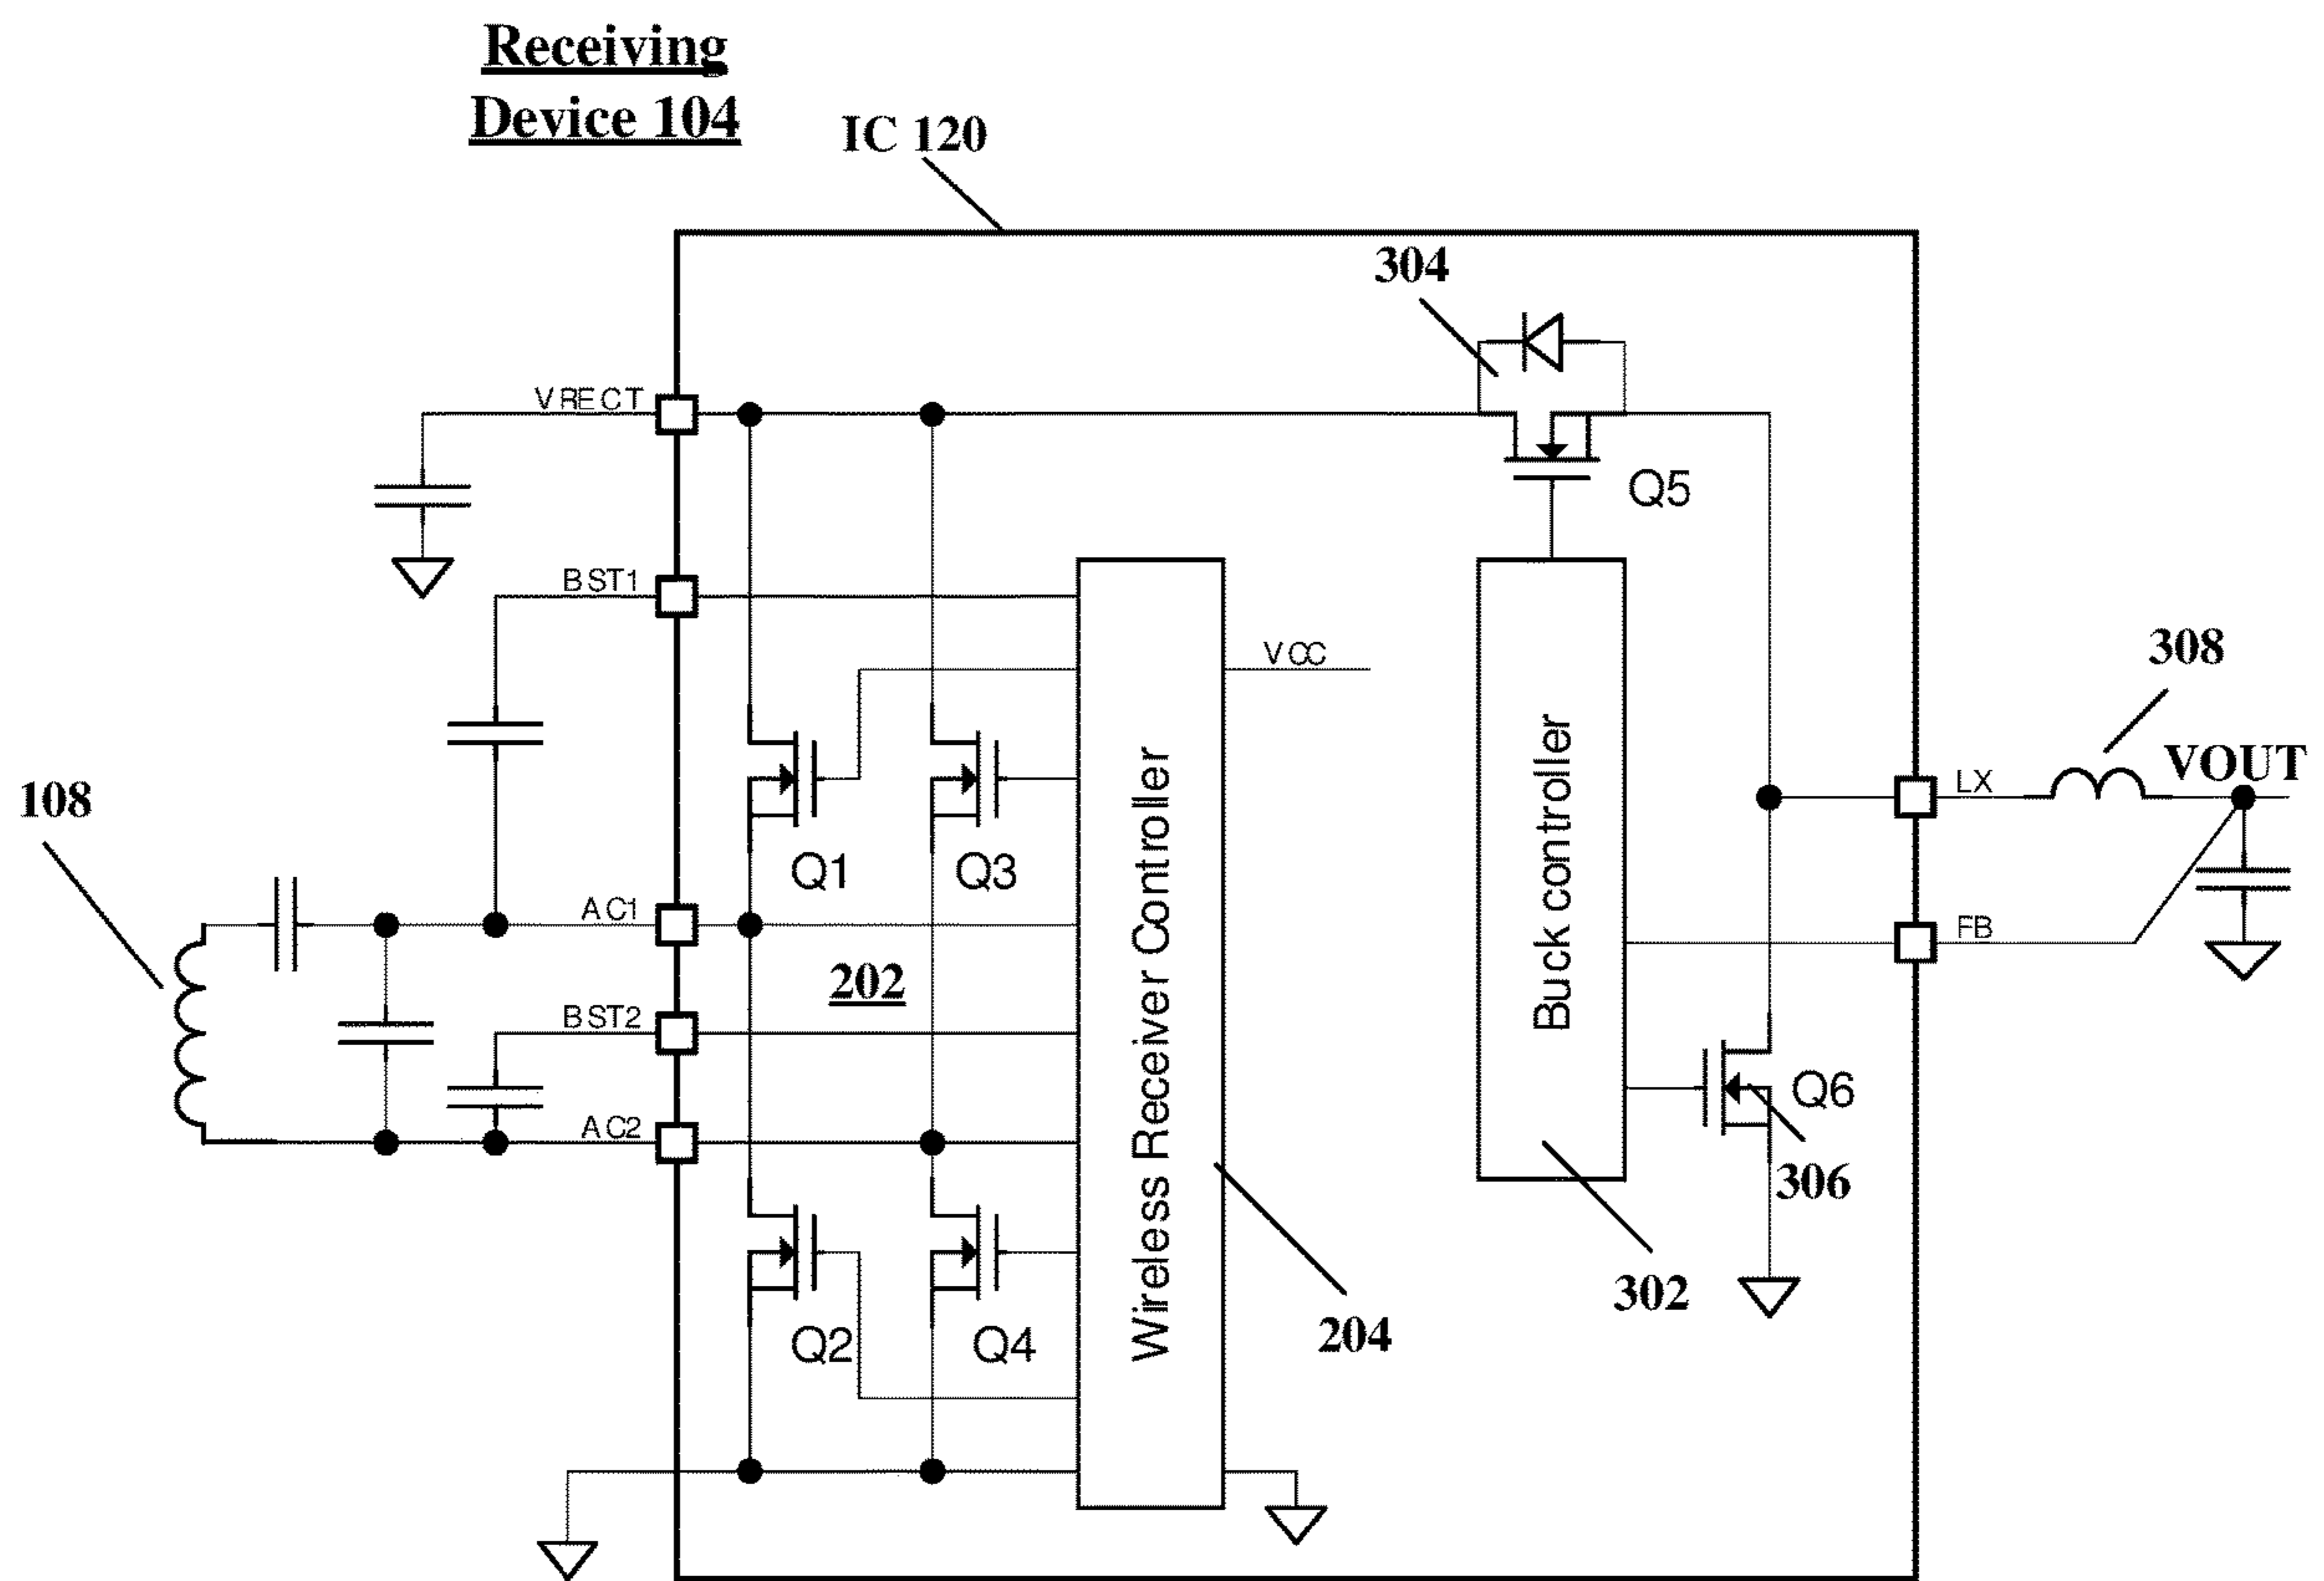 Receiving
Device 104
IC 120
304
VRECT
Q5
BST1
VCC
308
VOUT
LX
108
Q1
Q3
Wireless Receiver Controller
Buck controller
AC1
FB
202
BST2
Q6
AC2
306
302
204
Q2
Q4